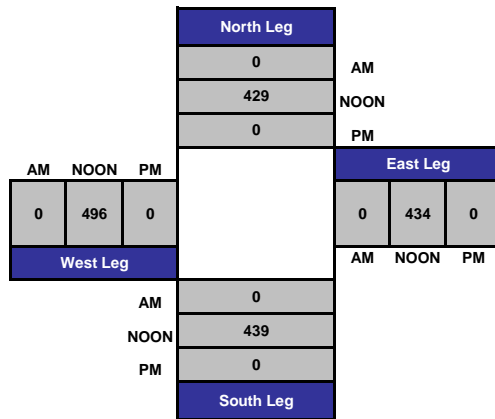 North Leg
0
AM
429
NOON
0
PM
AM NOON PM
East Leg
0 496 0
0 434 0
West Leg
AM NOON PM
AM
0
NOON
439
PM
0
South Leg